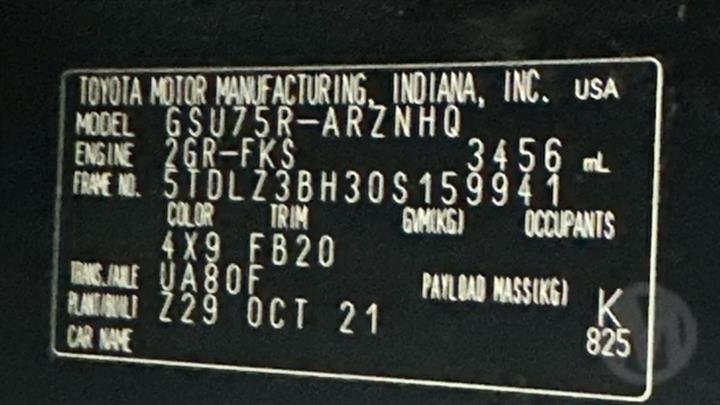 TOYOTA MOTOR MANUFACTURING, INDIANA, INC. USA
MODEL GSU75R-ARZNHQ
ENGINE 2GR-FKS 3456 mL
FRAME NO. 5TDLZ3BH30S159941
COLOR TRIM GVM(KG) OCCUPANTS
4X9 FB20
TRANS./AXLE UA80F PAYLOAD MASS(KG) K
PLANT/BUILT Z29 OCT 21 825
CAR NAME